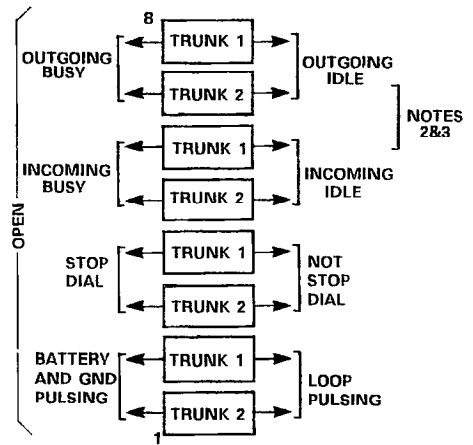 8
OUTGOING
BUSY
TRUNK 1
TRUNK 2
OUTGOING
IDLE
NOTES
2&3
INCOMING
BUSY
TRUNK 1
TRUNK 2
INCOMING
IDLE
OPEN
STOP
DIAL
TRUNK 1
TRUNK 2
NOT
STOP
DIAL
BATTERY
AND GND
PULSING
TRUNK 1
TRUNK 2
LOOP
PULSING
1